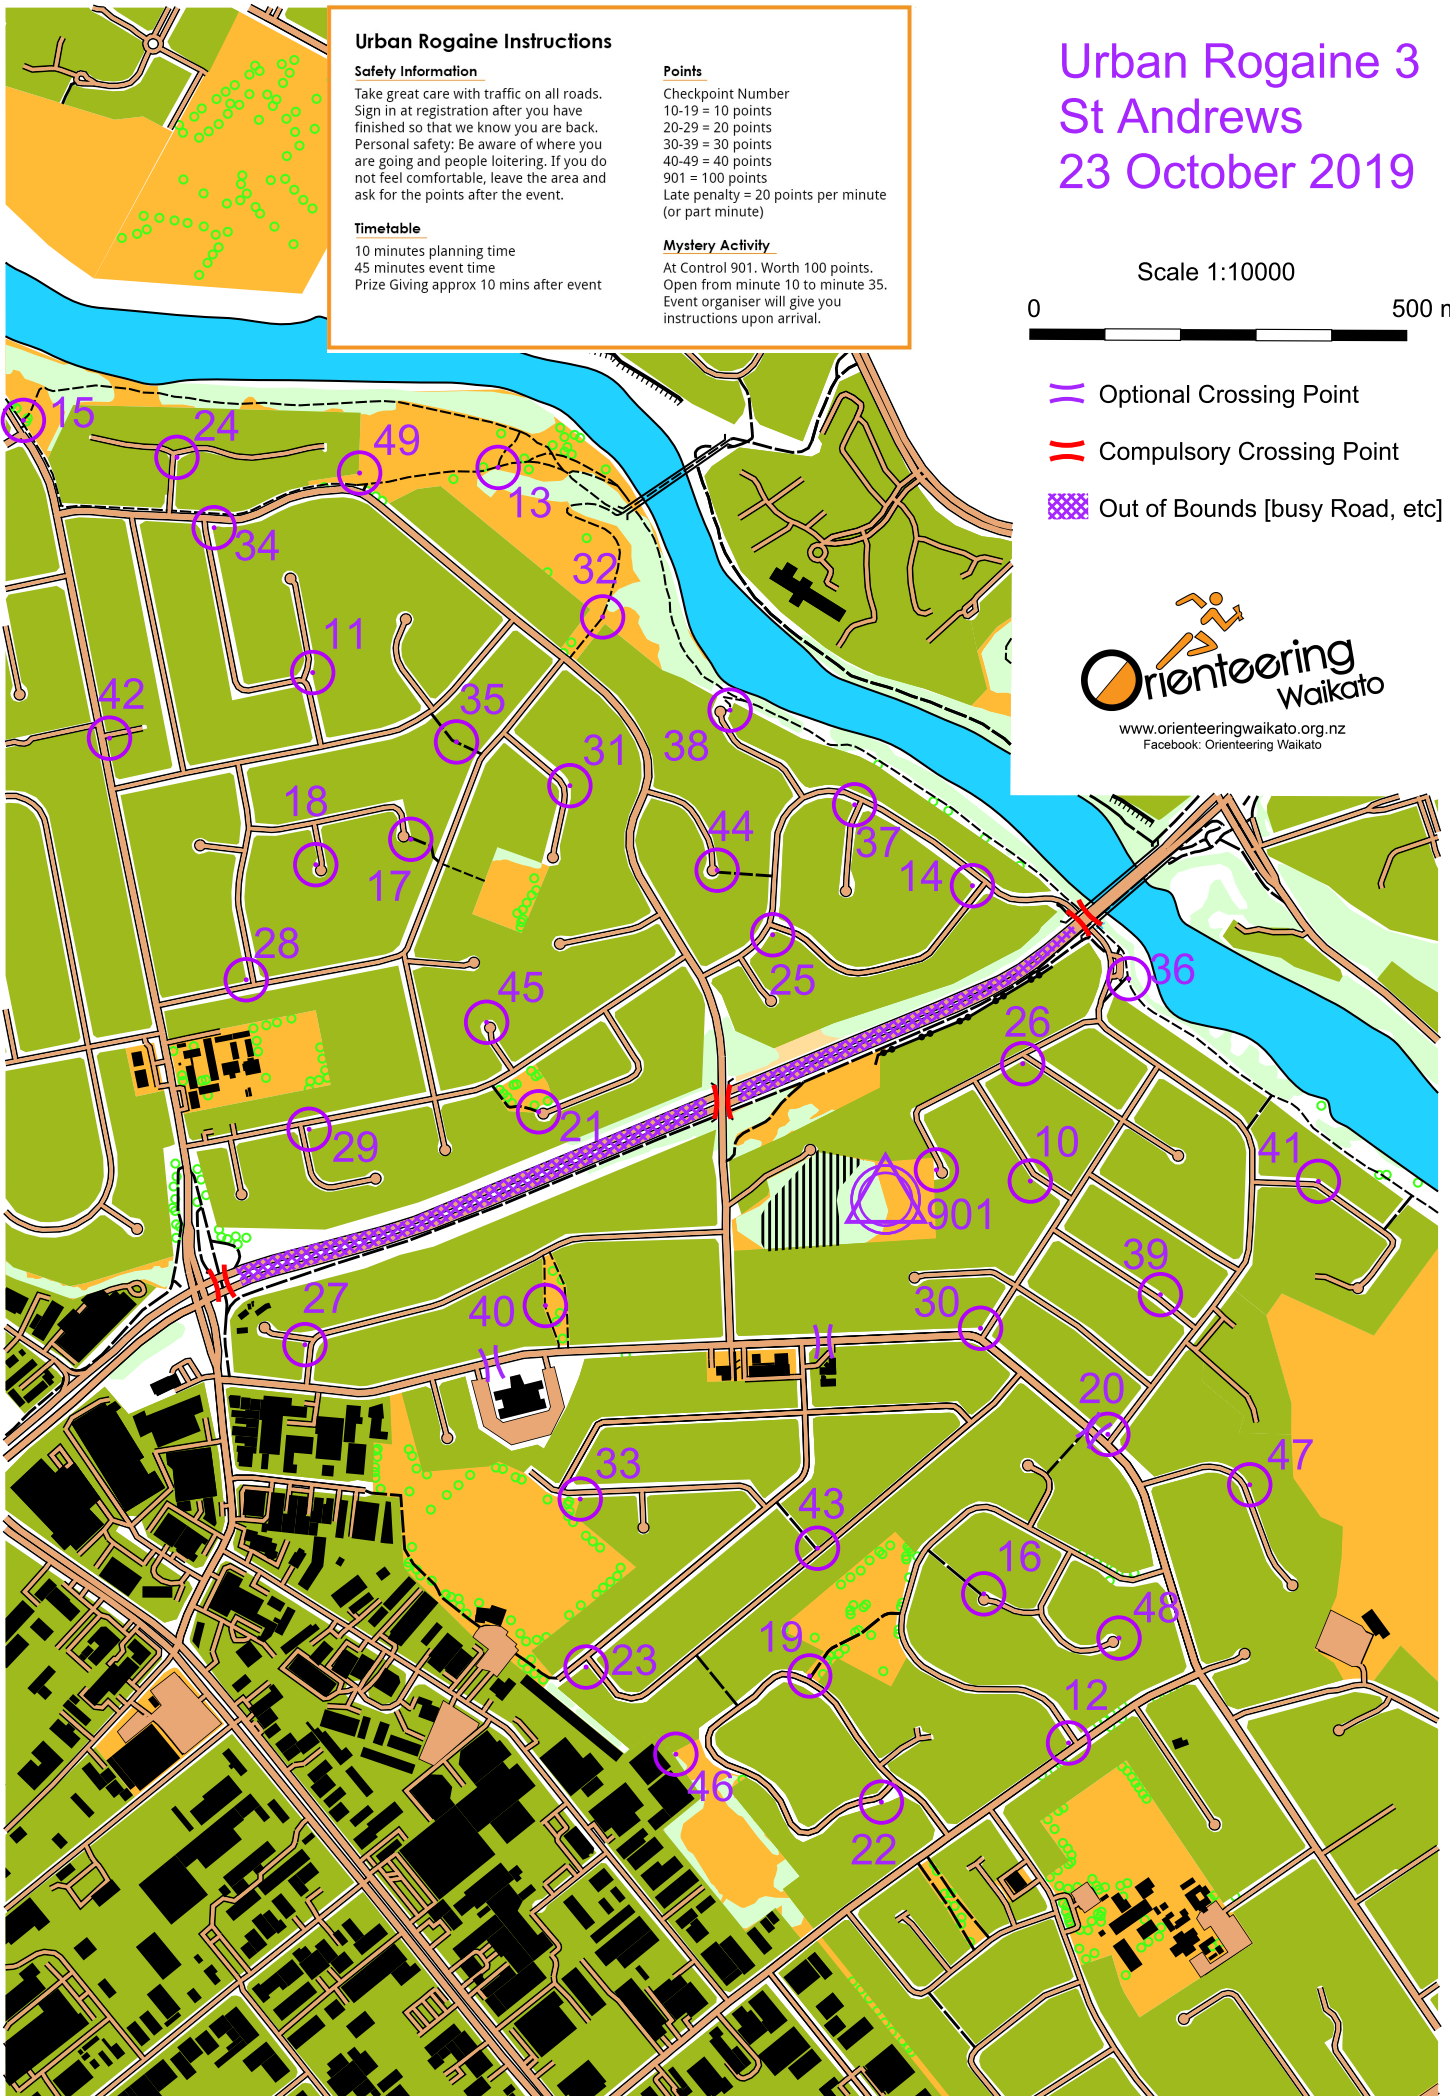 Urban Rogaine Instructions
Safety Information
Take great care with traffic on all roads.
Sign in at registration after you have
finished so that we know you are back.
Personal safety: Be aware of where you
are going and people loitering. If you do
not feel comfortable, leave the area and
ask for the points after the event.
Timetable
10 minutes planning time
45 minutes event time
Prize Giving approx 10 mins after event
Points
Checkpoint Number
10-19 = 10 points
20-29 = 20 points
30-39 = 30 points
40-49 = 40 points
901 = 100 points
Late penalty = 20 points per minute
(or part minute)
Mystery Activity
At Control 901. Worth 100 points.
Open from minute 10 to minute 35.
Event organiser will give you
instructions upon arrival.
Urban Rogaine 3
St Andrews
23 October 2019
Scale 1:10000
0
500 m
Optional Crossing Point
Compulsory Crossing Point
Out of Bounds [busy Road, etc]
Orienteering
Waikato
www.orienteeringwaikato.org.nz
Facebook: Orienteering Waikato
15
24
49
13
34
32
11
42
35
38
31
18
44
37
17
14
28
25
36
45
26
21
29
10
41
901
39
27
40
30
20
33
47
43
16
48
19
23
12
46
22